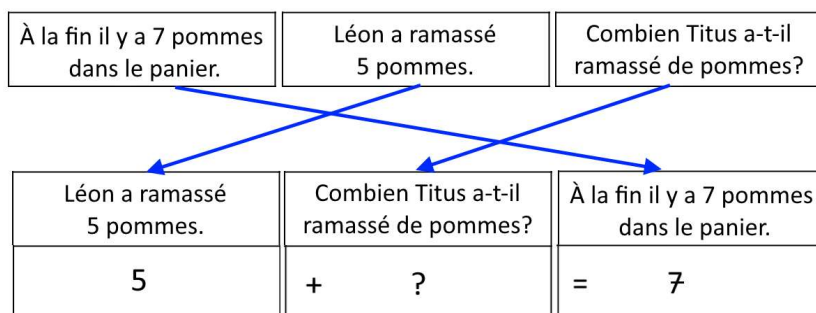 À la fin il y a 7 pommes
dans le panier.
Léon a ramassé
5 pommes.
Combien Titus a-t-il
ramassé de pommes?
Léon a ramassé
5 pommes.
Combien Titus a-t-il
ramassé de pommes?
À la fin il y a 7 pommes
dans le panier.
5
+ ?
= 7